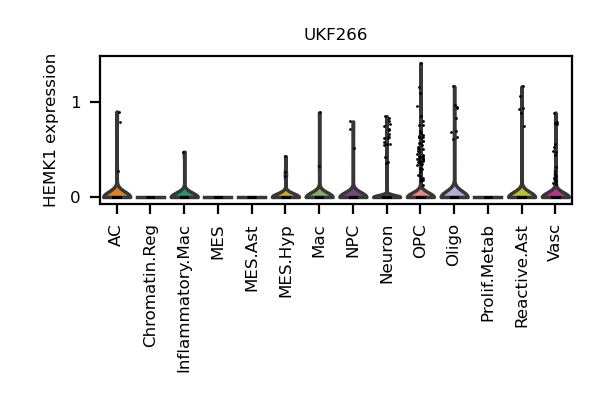 UKF266
HEMK1 expression
1
0
AC
Chromatin.Reg
Inflammatory.Mac
MES
MES.Ast
MES.Hyp
Mac
NPC
Neuron
OPC
Oligo
Prolif.Metab
Reactive.Ast
Vasc